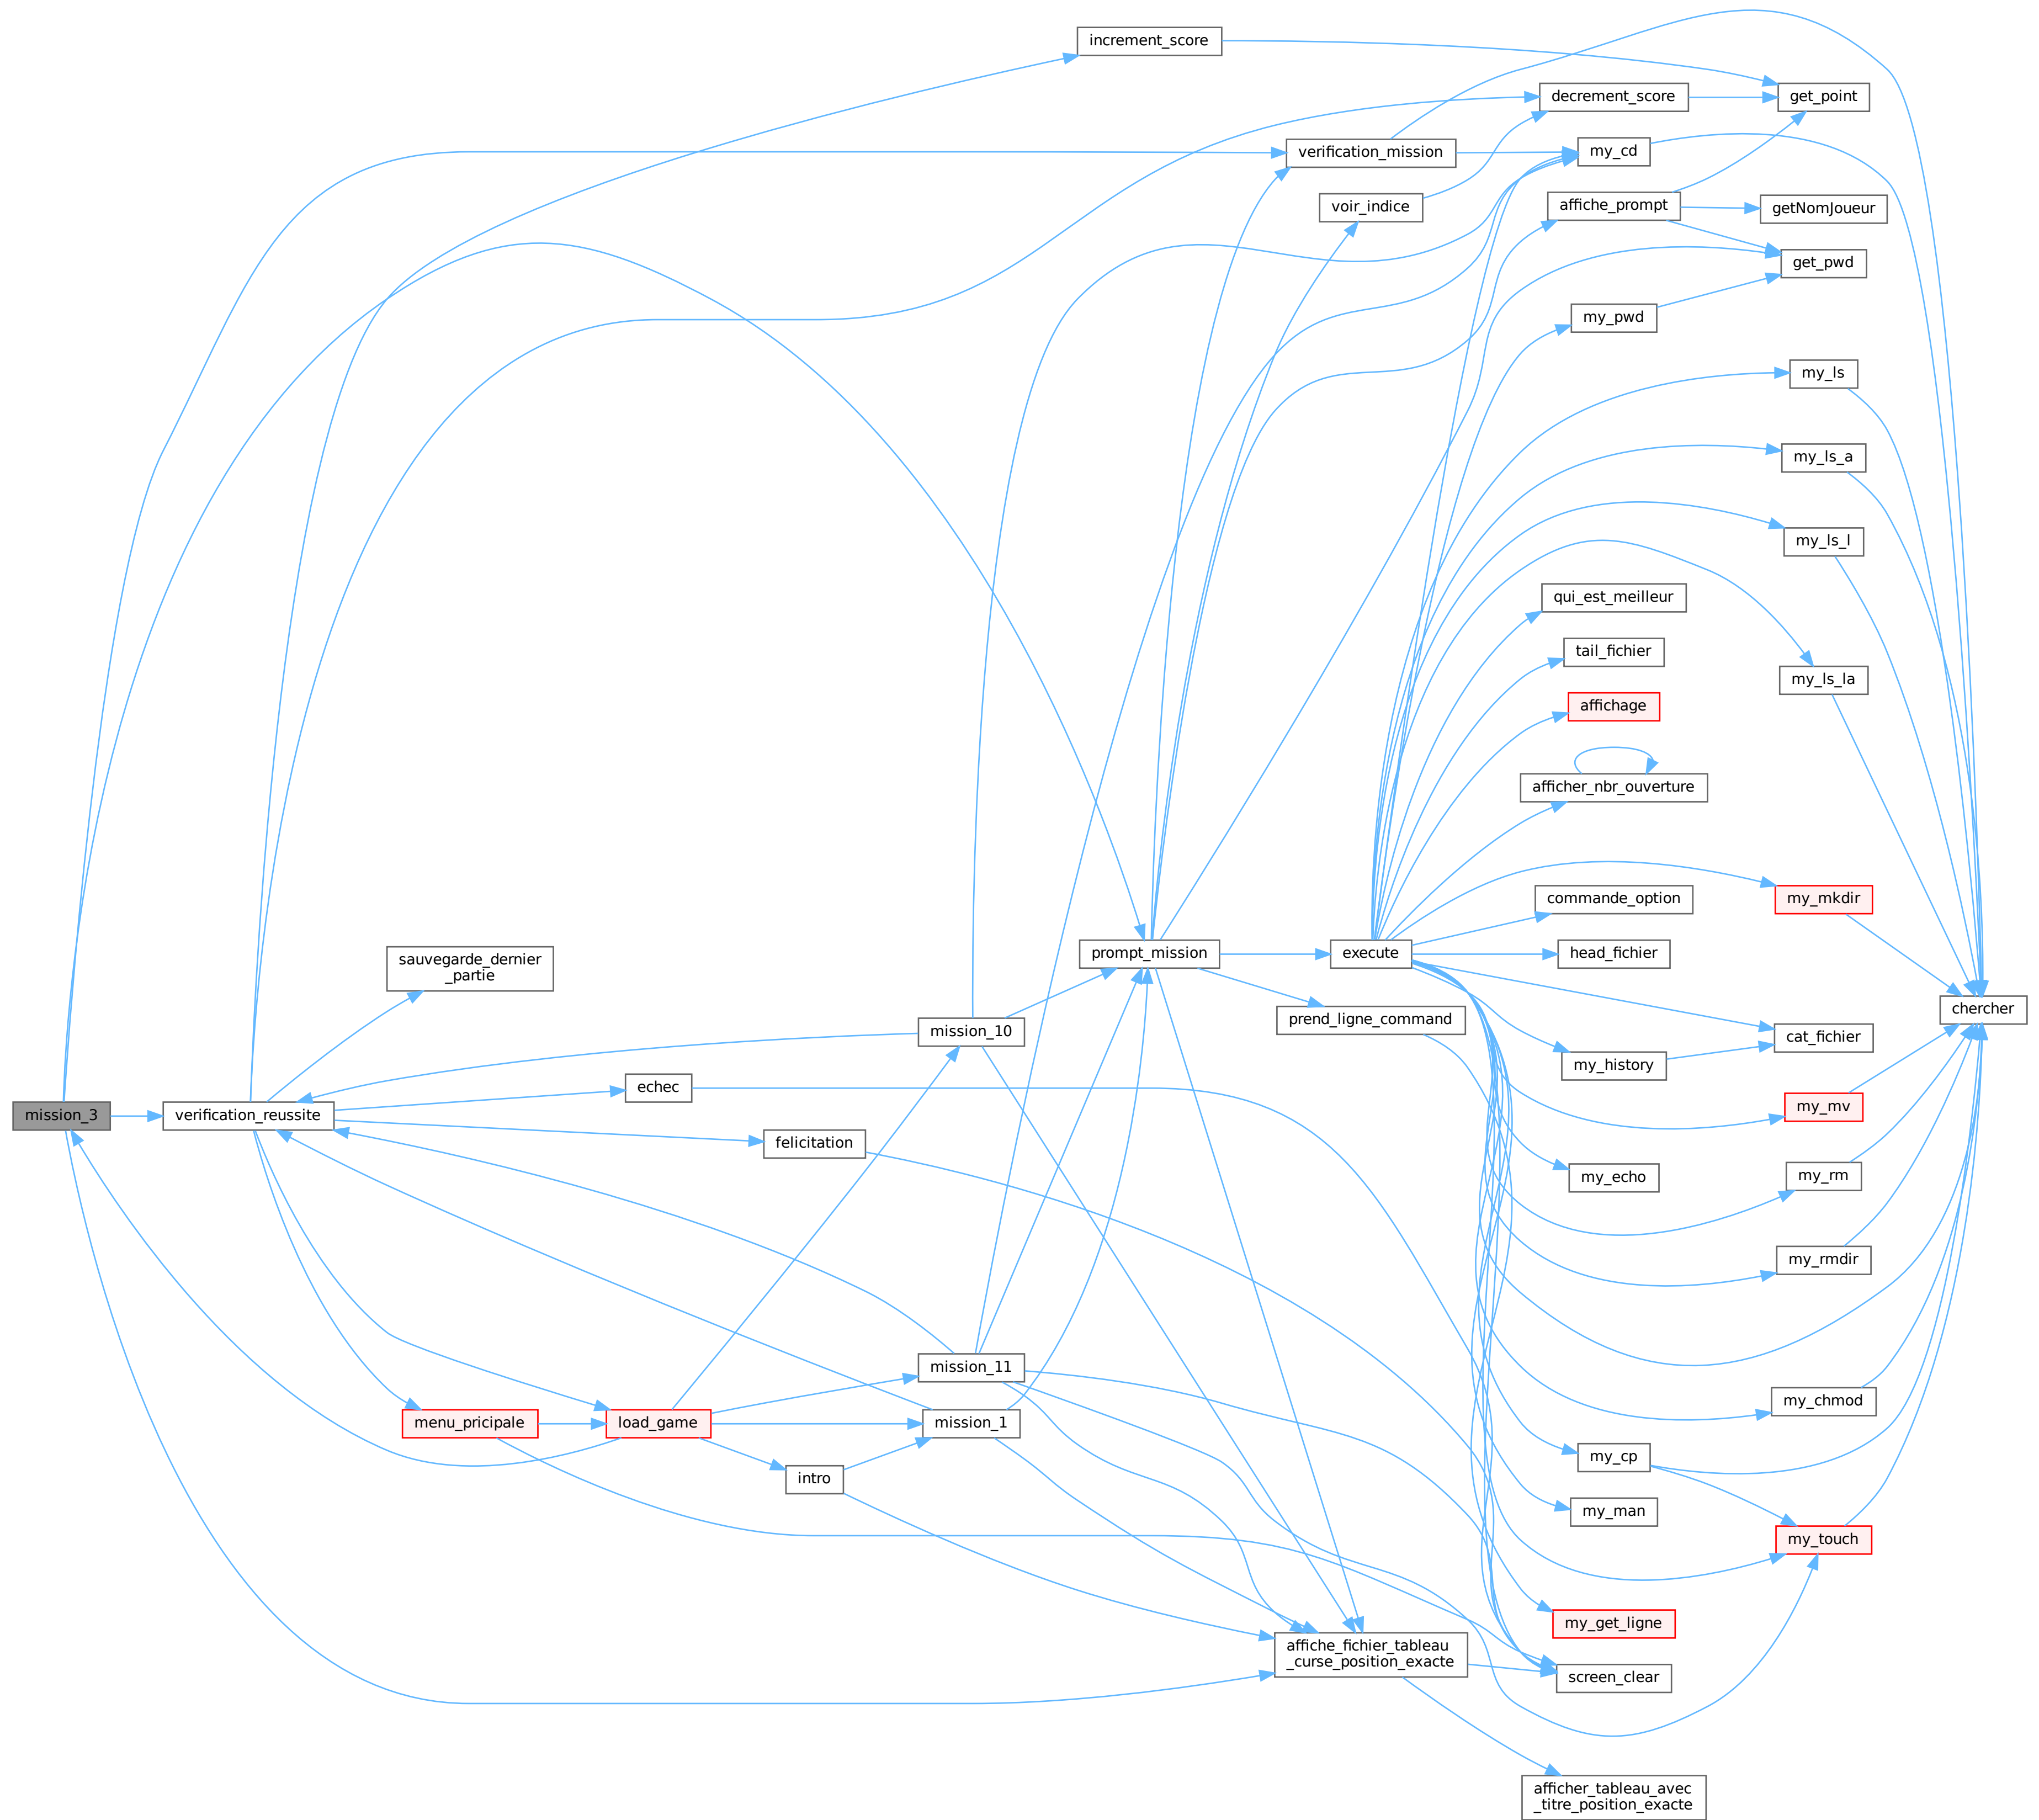 increment_score
decrement_score
get_point
verification_mission
my_cd
voir_indice
affiche_prompt
getNomJoueur
get_pwd
my_pwd
my_ls
my_ls_a
my_ls_l
qui_est_meilleur
tail_fichier
my_ls_la
affichage
afficher_nbr_ouverture
my_mkdir
commande_option
sauvegarde_dernier
_partie
prompt_mission
execute
head_fichier
chercher
prend_ligne_command
mission_10
cat_fichier
my_history
echec
mission_3
verification_reussite
my_mv
felicitation
my_rm
my_echo
my_rmdir
mission_11
my_chmod
menu_pricipale
load_game
mission_1
my_cp
intro
my_man
my_touch
my_get_ligne
affiche_fichier_tableau
_curse_position_exacte
screen_clear
afficher_tableau_avec
_titre_position_exacte